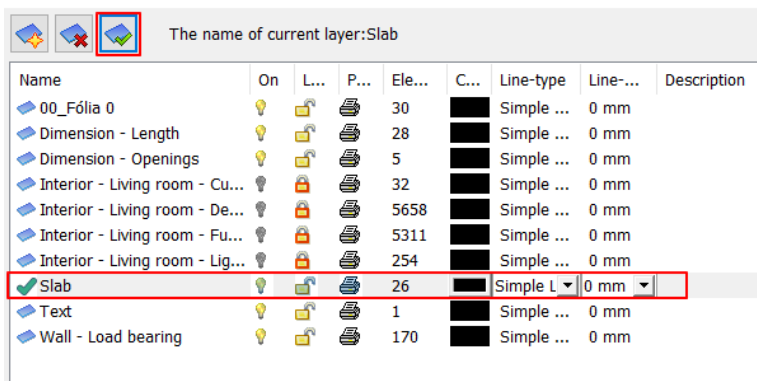 The name of current layer:Slab
Name On L... P... Ele... C... Line-type Line-... Description
00_Fólia 0 30 Simple ... 0 mm
Dimension - Length 28 Simple ... 0 mm
Dimension - Openings 5 Simple ... 0 mm
Interior - Living room - Cu... 32 Simple ... 0 mm
Interior - Living room - De... 5658 Simple ... 0 mm
Interior - Living room - Fu... 5311 Simple ... 0 mm
Interior - Living room - Lig... 254 Simple ... 0 mm
Slab 26 Simple L 0 mm
Text 1 Simple ... 0 mm
Wall - Load bearing 170 Simple ... 0 mm